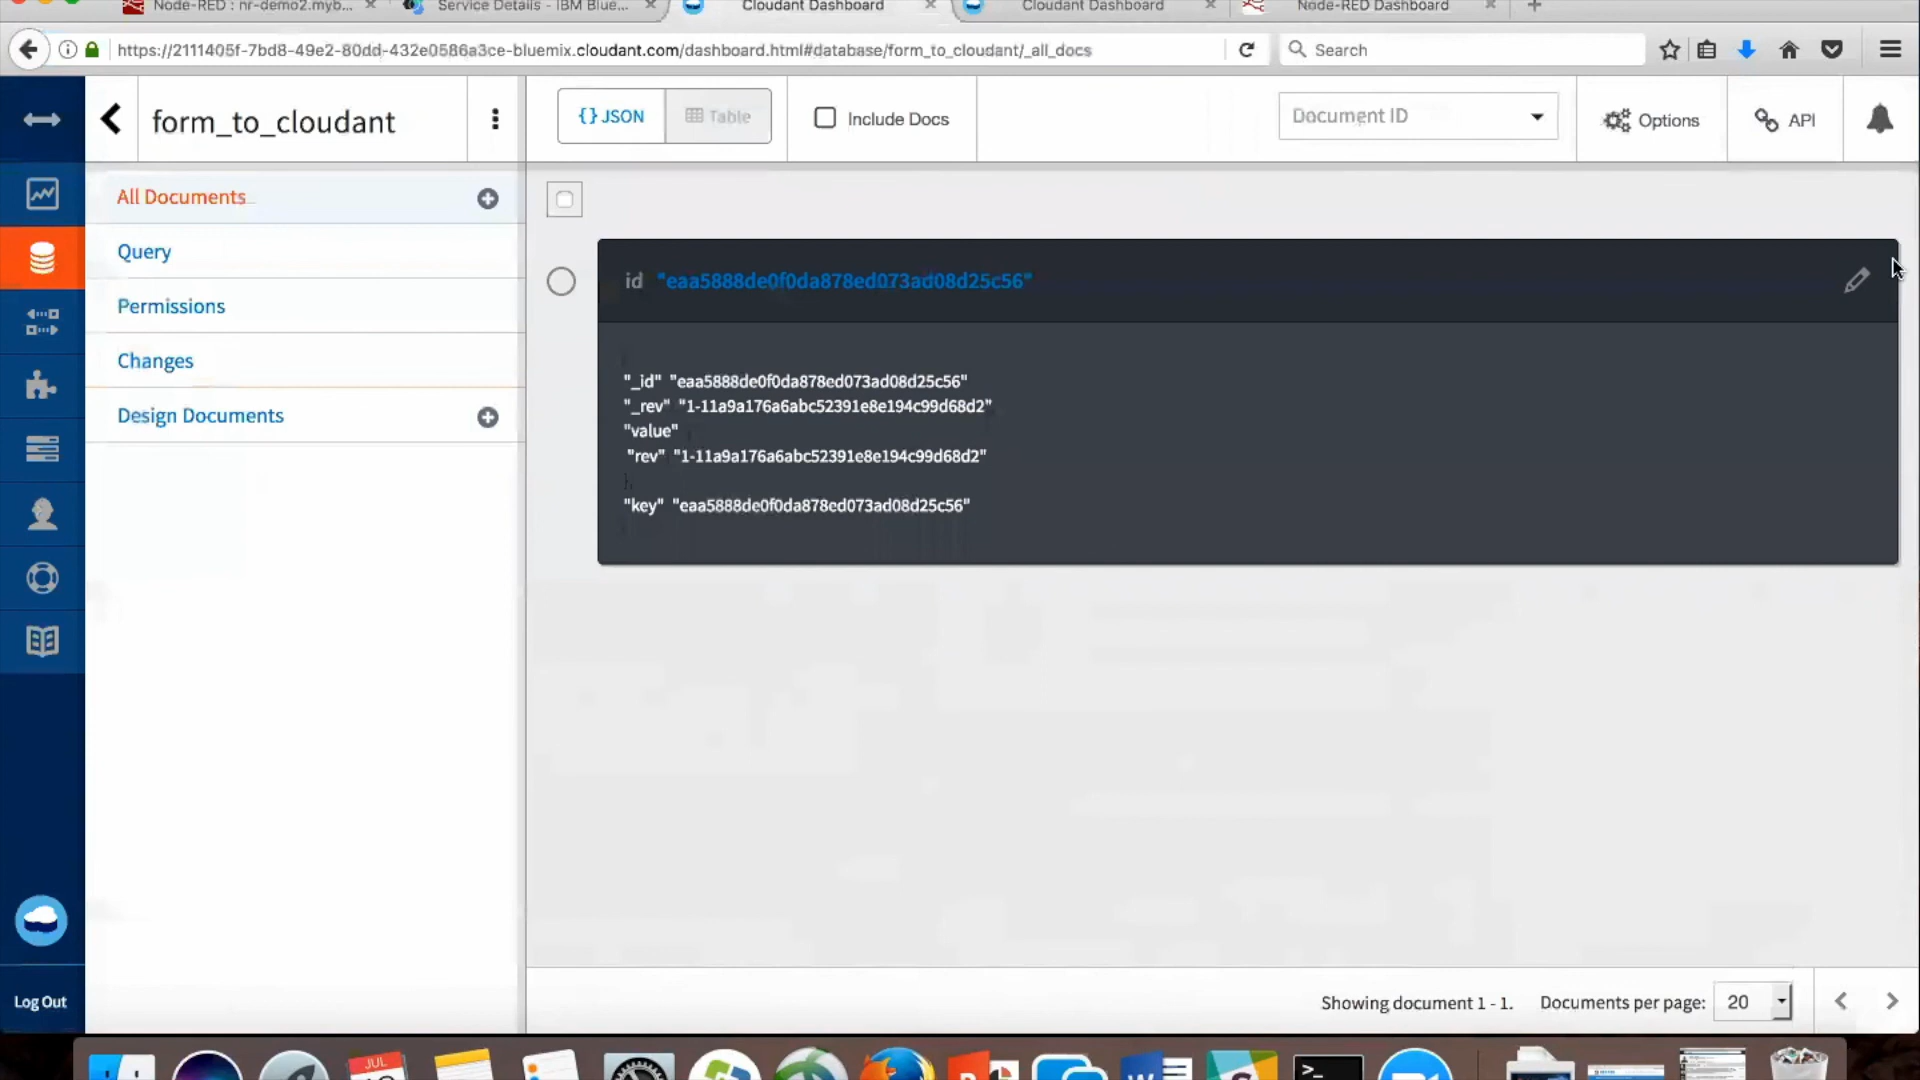 Node-RED : nr-demo2.myb...
Service Details - IBM Blue...
Cloudant Dashboard
Cloudant Dashboard
Node-RED Dashboard
https://2111405f-7bd8-49e2-80dd-432e0586a3ce-bluemix.cloudant.com/dashboard.html#database/form_to_cloudant/_all_docs
Search
form_to_cloudant
{} JSON
Table
Include Docs
Document ID
Options
API
All Documents
Query
Permissions
Changes
Design Documents
id "eaa5888de0f0da878ed073ad08d25c56"
"_id" "eaa5888de0f0da878ed073ad08d25c56"
"_rev" "1-11a9a176a6abc52391e8e194c99d68d2"
"value"
"rev" "1-11a9a176a6abc52391e8e194c99d68d2"
},
"key" "eaa5888de0f0da878ed073ad08d25c56"
Log Out
Showing document 1 - 1.
Documents per page: 20
JUL